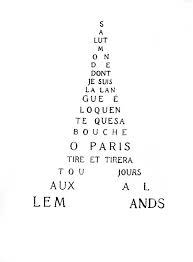 S
A
LUT
M
O N
D E
DONT
JE SUIS
LA LAN
GUE É
LOQUEN
TE QUESA
BOUCHE
O PARIS
TIRE ET TIRERA
TOU JOURS
AUX A L
LEM ANDS